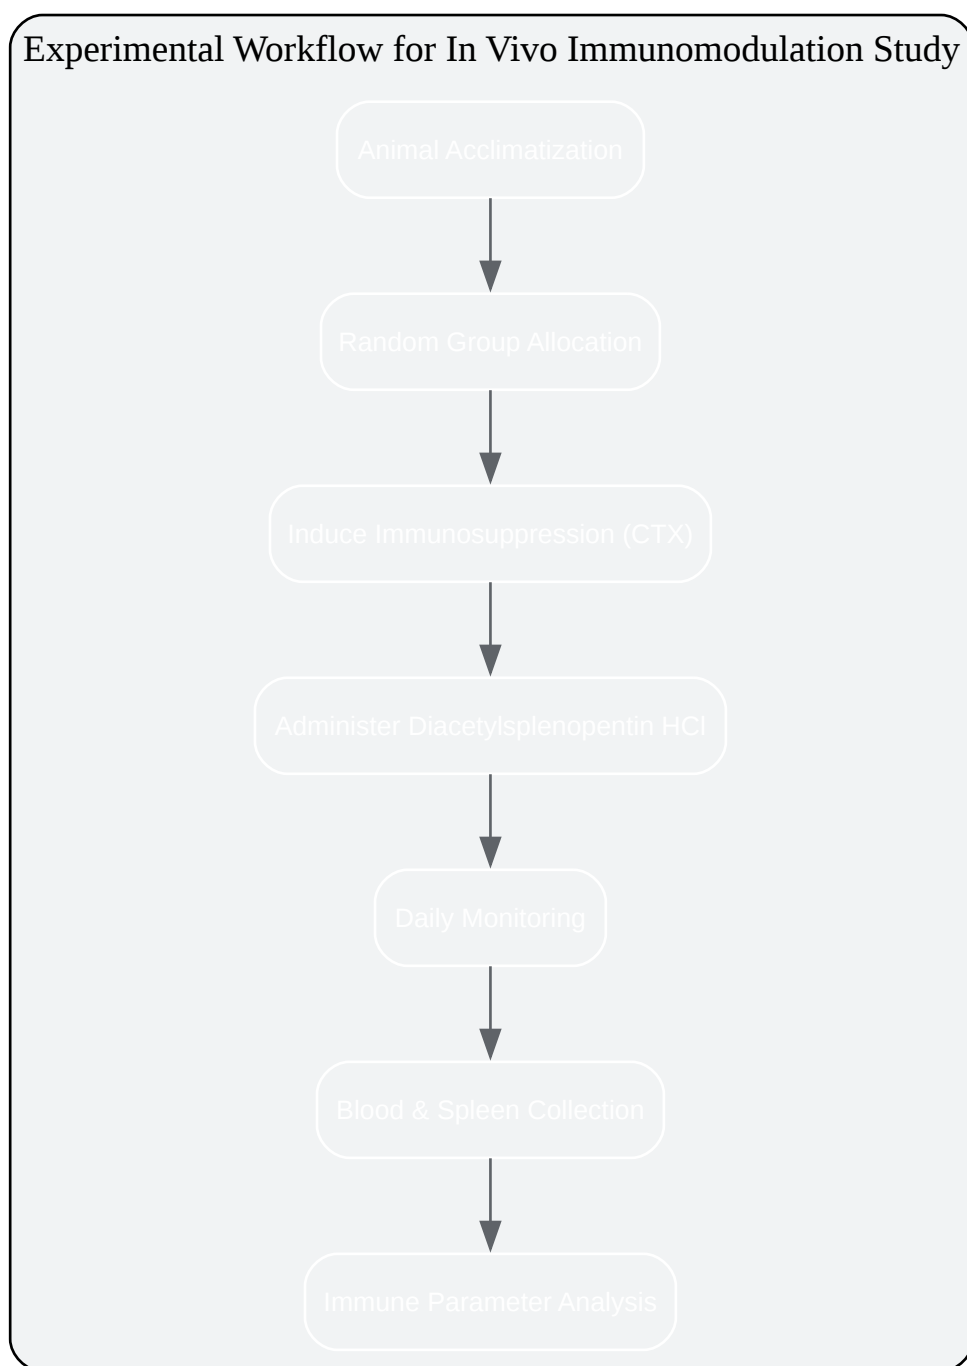 Experimental Workflow for In Vivo Immunomodulation Study
Animal Acclimatization
Random Group Allocation
Induce Immunosuppression (CTX)
Administer Diacetylsplenopentin HCl
Daily Monitoring
Blood & Spleen Collection
Immune Parameter Analysis